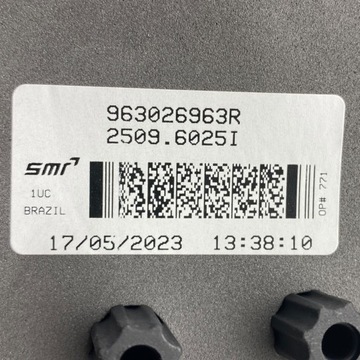 963026963R
2509.6025I
smr
1UC
BRAZIL
OP# 771
17/05/2023 13:38:10